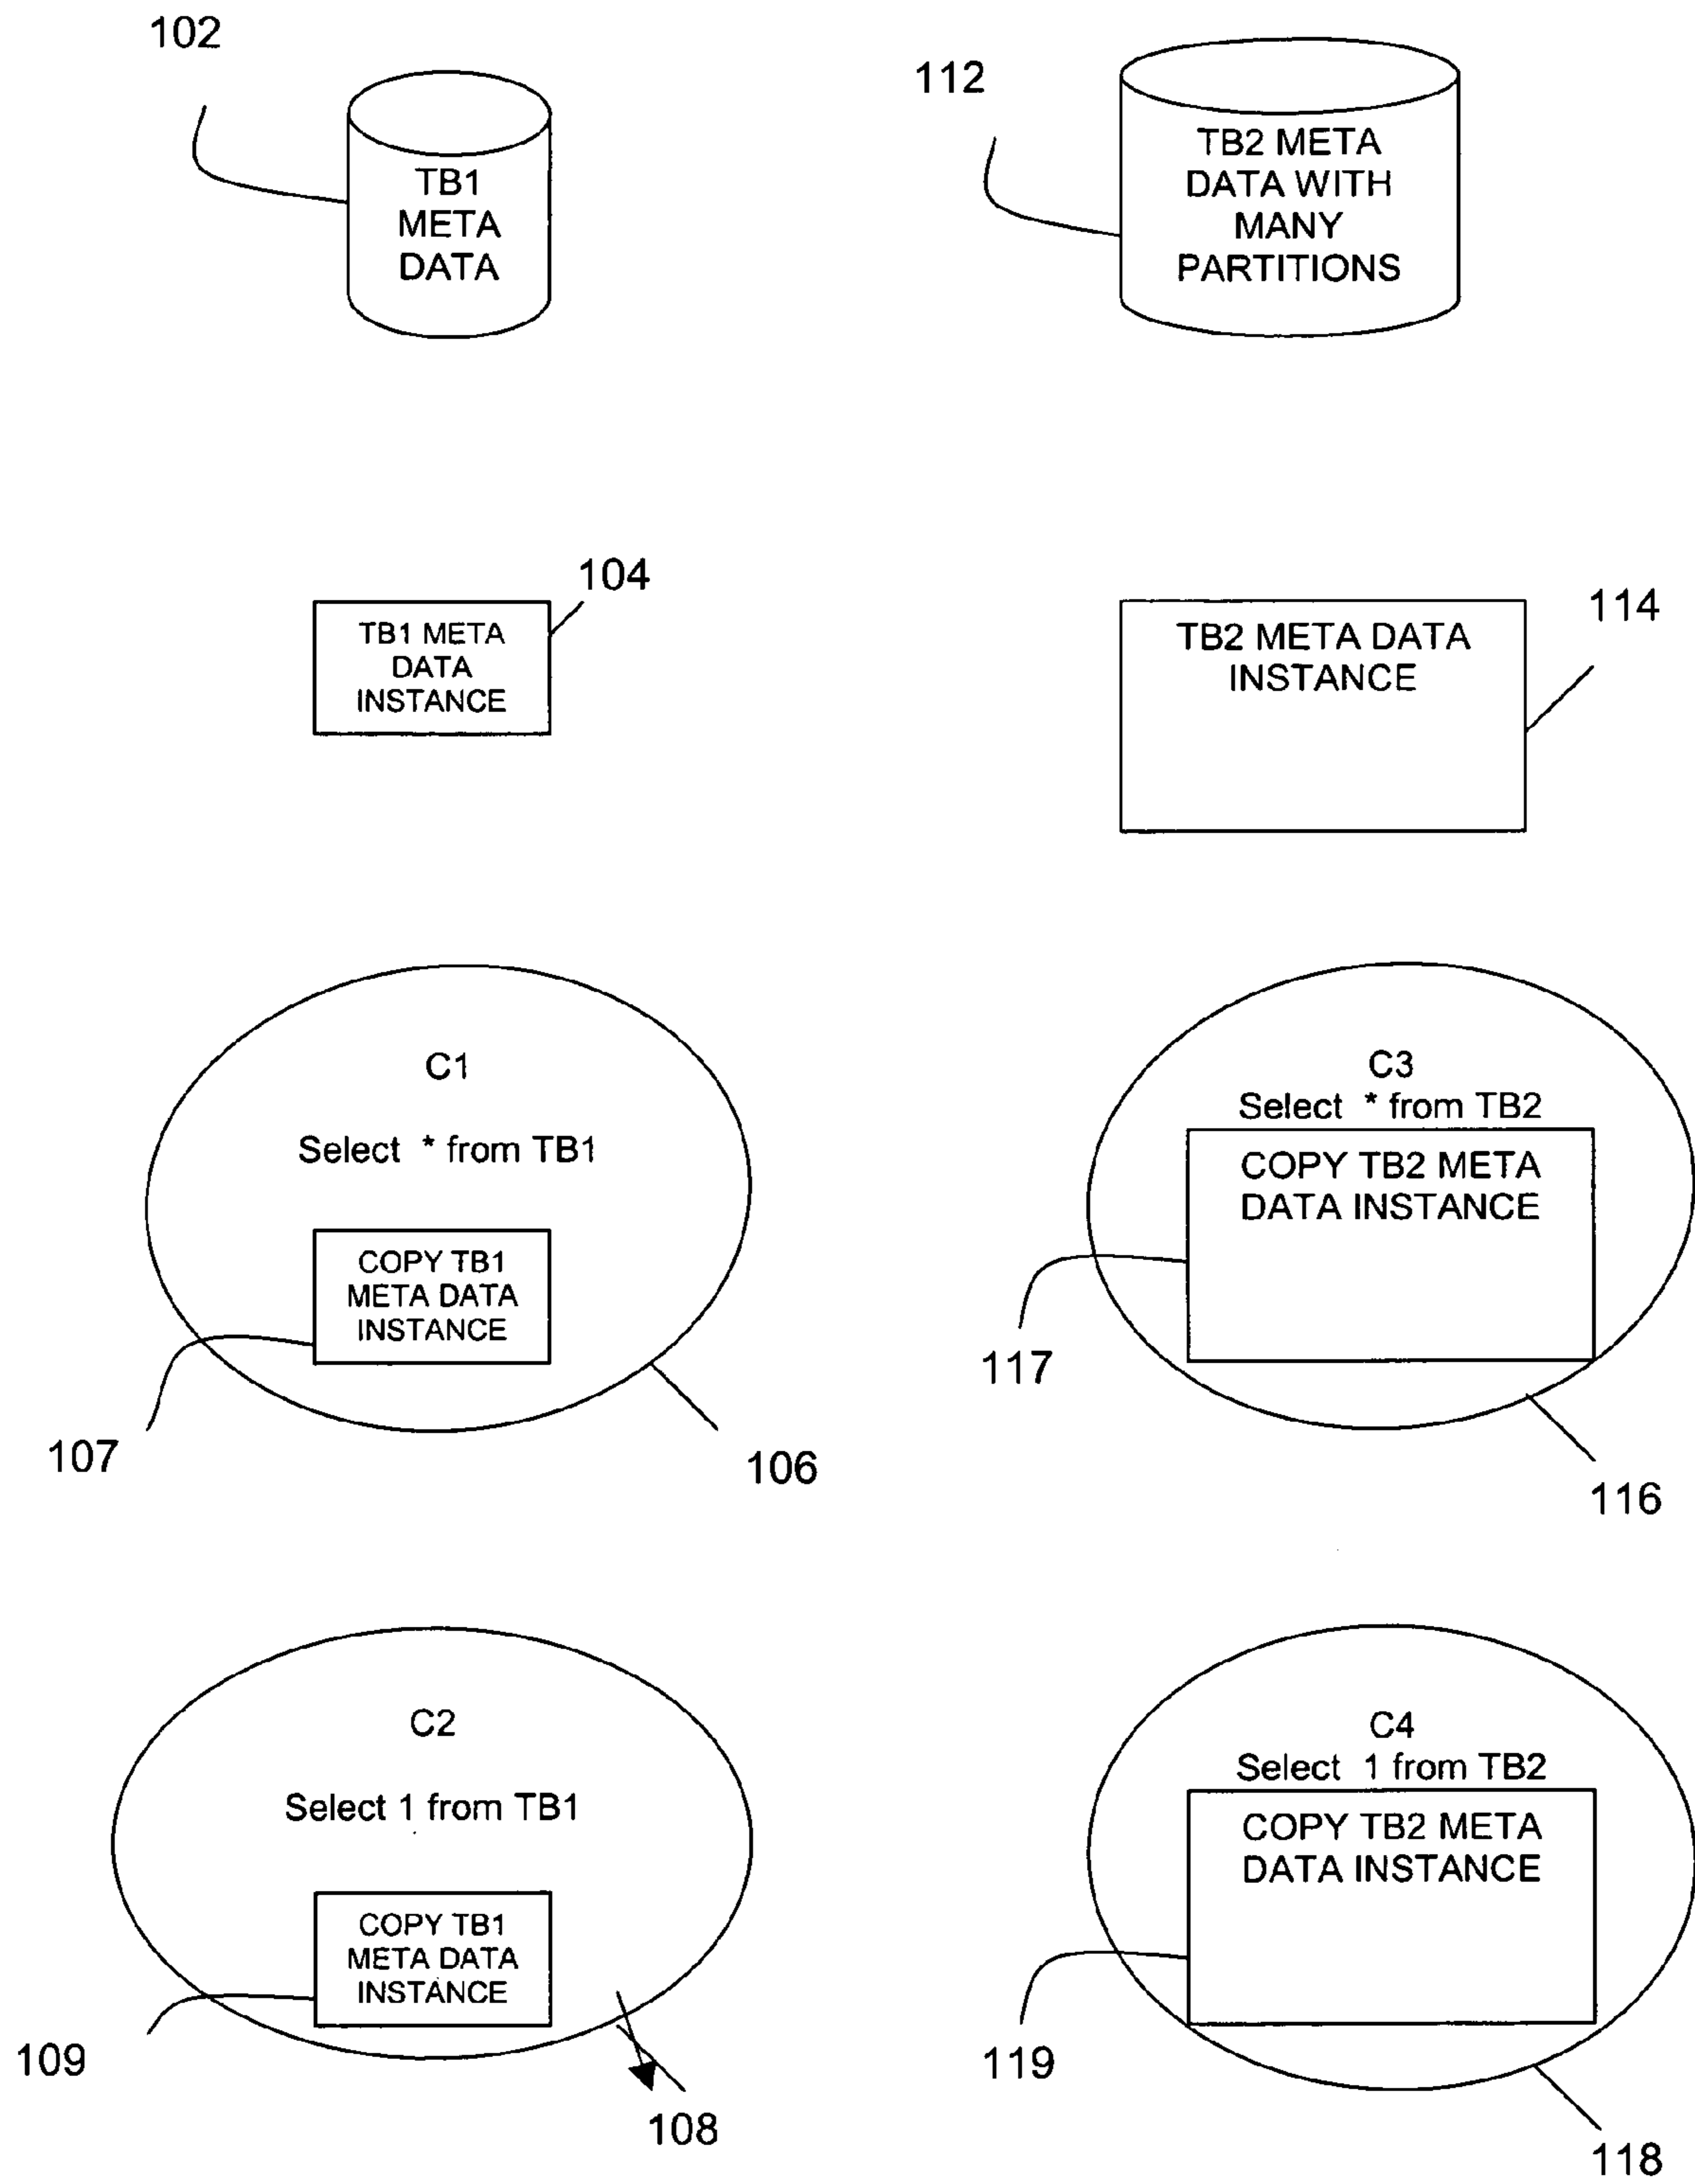 102
TB1
META
DATA
112
TB2 META
DATA WITH
MANY
PARTITIONS
104
TB1 META
DATA
INSTANCE
114
TB2 META DATA
INSTANCE
C1
Select * from TB1
COPY TB1
META DATA
INSTANCE
107
106
C3
Select * from TB2
COPY TB2 META
DATA INSTANCE
117
116
C2
Select 1 from TB1
COPY TB1
META DATA
INSTANCE
109
108
C4
Select 1 from TB2
COPY TB2 META
DATA INSTANCE
119
118